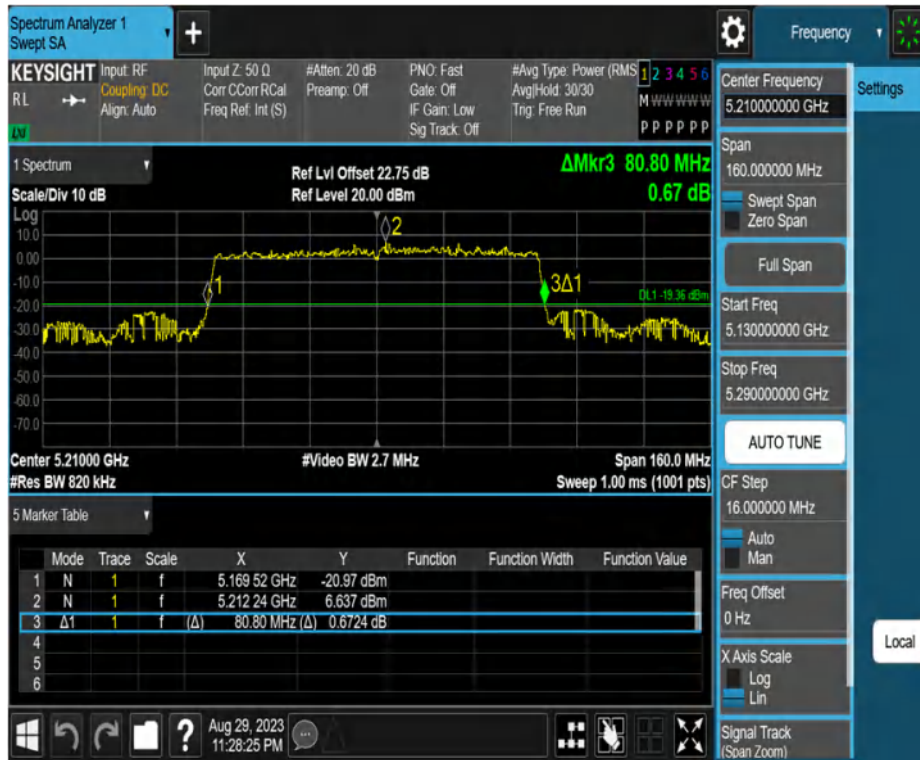 Spectrum Analyzer 1
Swept SA
+
Frequency
KEYSIGHT
RL
LXI
Input: RF
Coupling: DC
Align: Auto
Input Z: 50 Ω
Corr CCorr RCal
Freq Ref: Int (S)
#Atten: 20 dB
Preamp: Off
PNO: Fast
Gate: Off
IF Gain: Low
Sig Track: Off
#Avg Type: Power (RMS
Avg|Hold: 30/30
Trig: Free Run
1 2 3 4 5 6
M W W W W W
P P P P P P
1 Spectrum
Scale/Div 10 dB
Ref Lvl Offset 22.75 dB
Ref Level 20.00 dBm
ΔMkr3 80.80 MHz
0.67 dB
Log
10.0
0.00
-10.0
-20.0
-30.0
-40.0
-50.0
-60.0
-70.0
2
1
3Δ1
DL1 -19.36 dBm
Center 5.21000 GHz
#Video BW 2.7 MHz
Span 160.0 MHz
#Res BW 820 kHz
Sweep 1.00 ms (1001 pts)
5 Marker Table
Mode Trace Scale X Y Function Function Width Function Value
1 N 1 f 5.169 52 GHz -20.97 dBm
2 N 1 f 5.212 24 GHz 6.637 dBm
3 Δ1 1 f (Δ) 80.80 MHz (Δ) 0.6724 dB
4
5
6
?
Aug 29, 2023
11:28:25 PM
Center Frequency
5.210000000 GHz
Span
160.000000 MHz
Swept Span
Zero Span
Full Span
Start Freq
5.130000000 GHz
Stop Freq
5.290000000 GHz
AUTO TUNE
CF Step
16.000000 MHz
Auto
Man
Freq Offset
0 Hz
X Axis Scale
Log
Lin
Signal Track
(Span Zoom)
Settings
Local